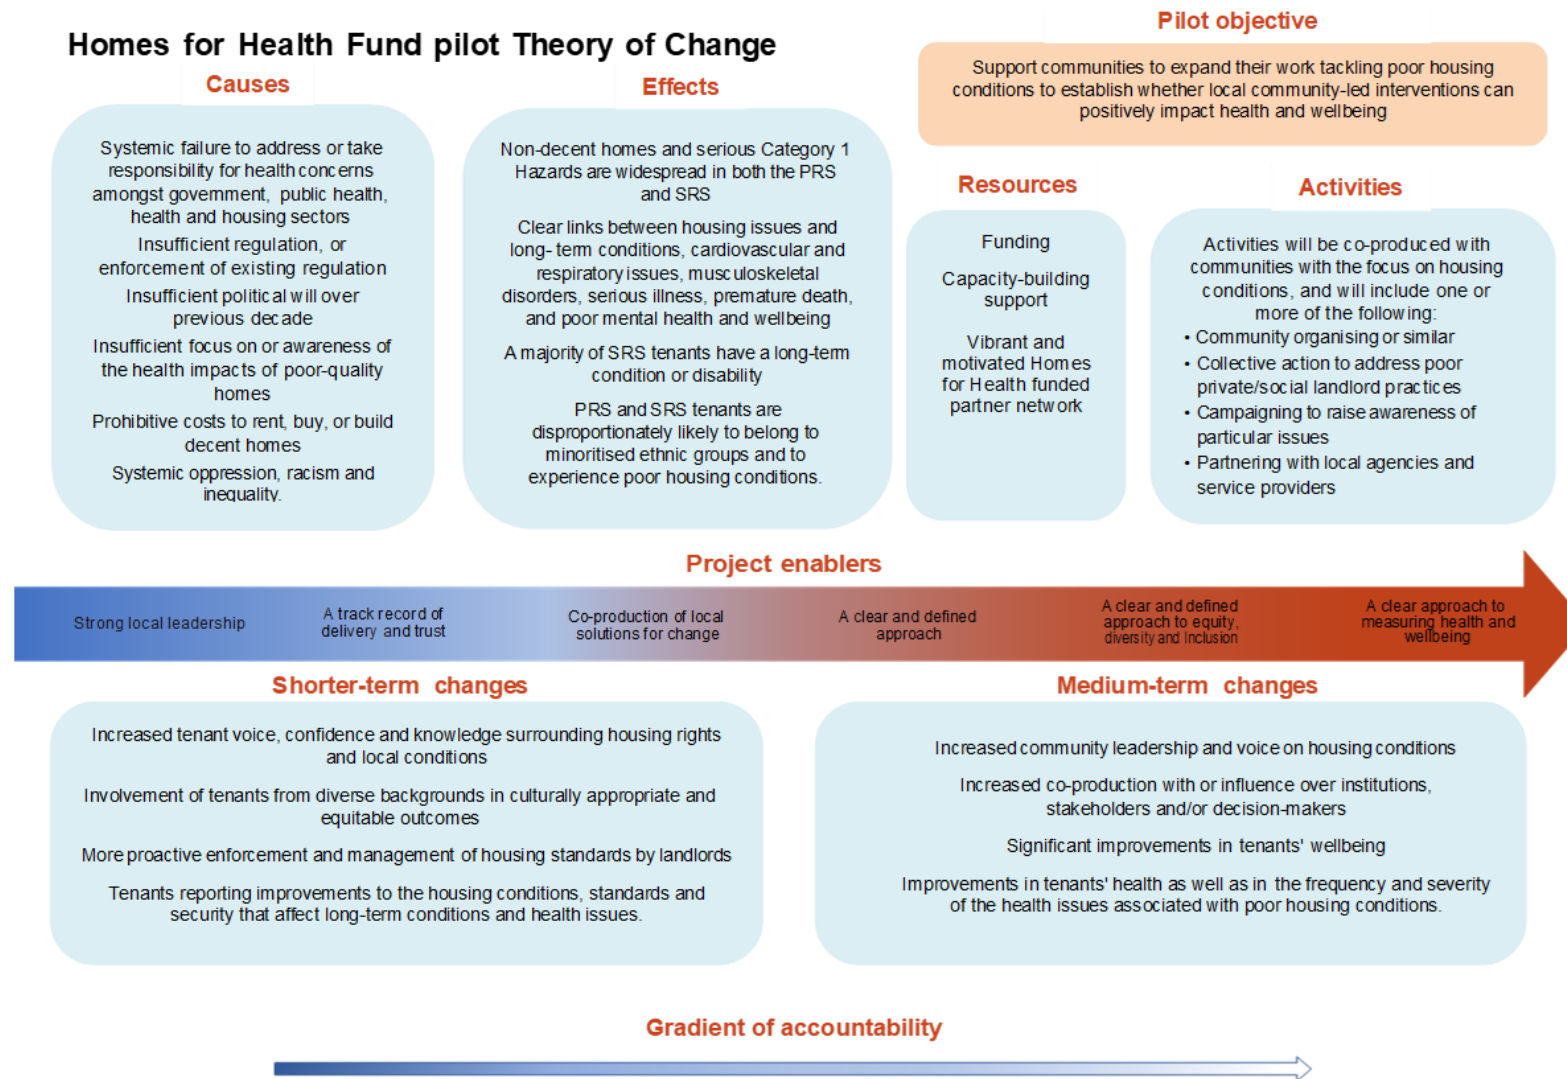 Homes for Health Fund pilot Theory of Change
Causes
Systemic failure to address or take
responsibility for health concerns
amongst government, public health,
health and housing sectors
Insufficient regulation, or
enforcement of existing regulation
Insufficient political will over
previous decade
Insufficient focus on or awareness of
the health impacts of poor-quality
homes
Prohibitive costs to rent, buy, or build
decent homes
Systemic oppression, racism and
inequality.
Effects
Non-decent homes and serious Category 1
Hazards are widespread in both the PRS
and SRS
Clear links between housing issues and
long- term conditions, cardiovascular and
respiratory issues, musculoskeletal
disorders, serious illness, premature death,
and poor mental health and wellbeing
A majority of SRS tenants have a long-term
condition or disability
PRS and SRS tenants are
disproportionately likely to belong to
minoritised ethnic groups and to
experience poor housing conditions.
Pilot objective
Support communities to expand their work tackling poor housing
conditions to establish whether local community-led interventions can
positively impact health and wellbeing
Resources
Funding
Capacity-building
support
Vibrant and
motivated Homes
for Health funded
partner network
Activities
Activities will be co-produced with
communities with the focus on housing
conditions, and will include one or
more of the following:
• Community organising or similar
• Collective action to address poor
private/social landlord practices
• Campaigning to raise awareness of
particular issues
• Partnering with local agencies and
service providers
Project enablers
Strong local leadership
A track record of
delivery and trust
Co-production of local
solutions for change
A clear and defined
approach
A clear and defined
approach to equity,
diversity and Inclusion
A clear approach to
measuring health and
wellbeing
Shorter-term changes
Increased tenant voice, confidence and knowledge surrounding housing rights
and local conditions
Involvement of tenants from diverse backgrounds in culturally appropriate and
equitable outcomes
More proactive enforcement and management of housing standards by landlords
Tenants reporting improvements to the housing conditions, standards and
security that affect long-term conditions and health issues.
Medium-term changes
Increased community leadership and voice on housing conditions
Increased co-production with or influence over institutions,
stakeholders and/or decision-makers
Significant improvements in tenants' wellbeing
Improvements in tenants' health as well as in the frequency and severity
of the health issues associated with poor housing conditions.
Gradient of accountability